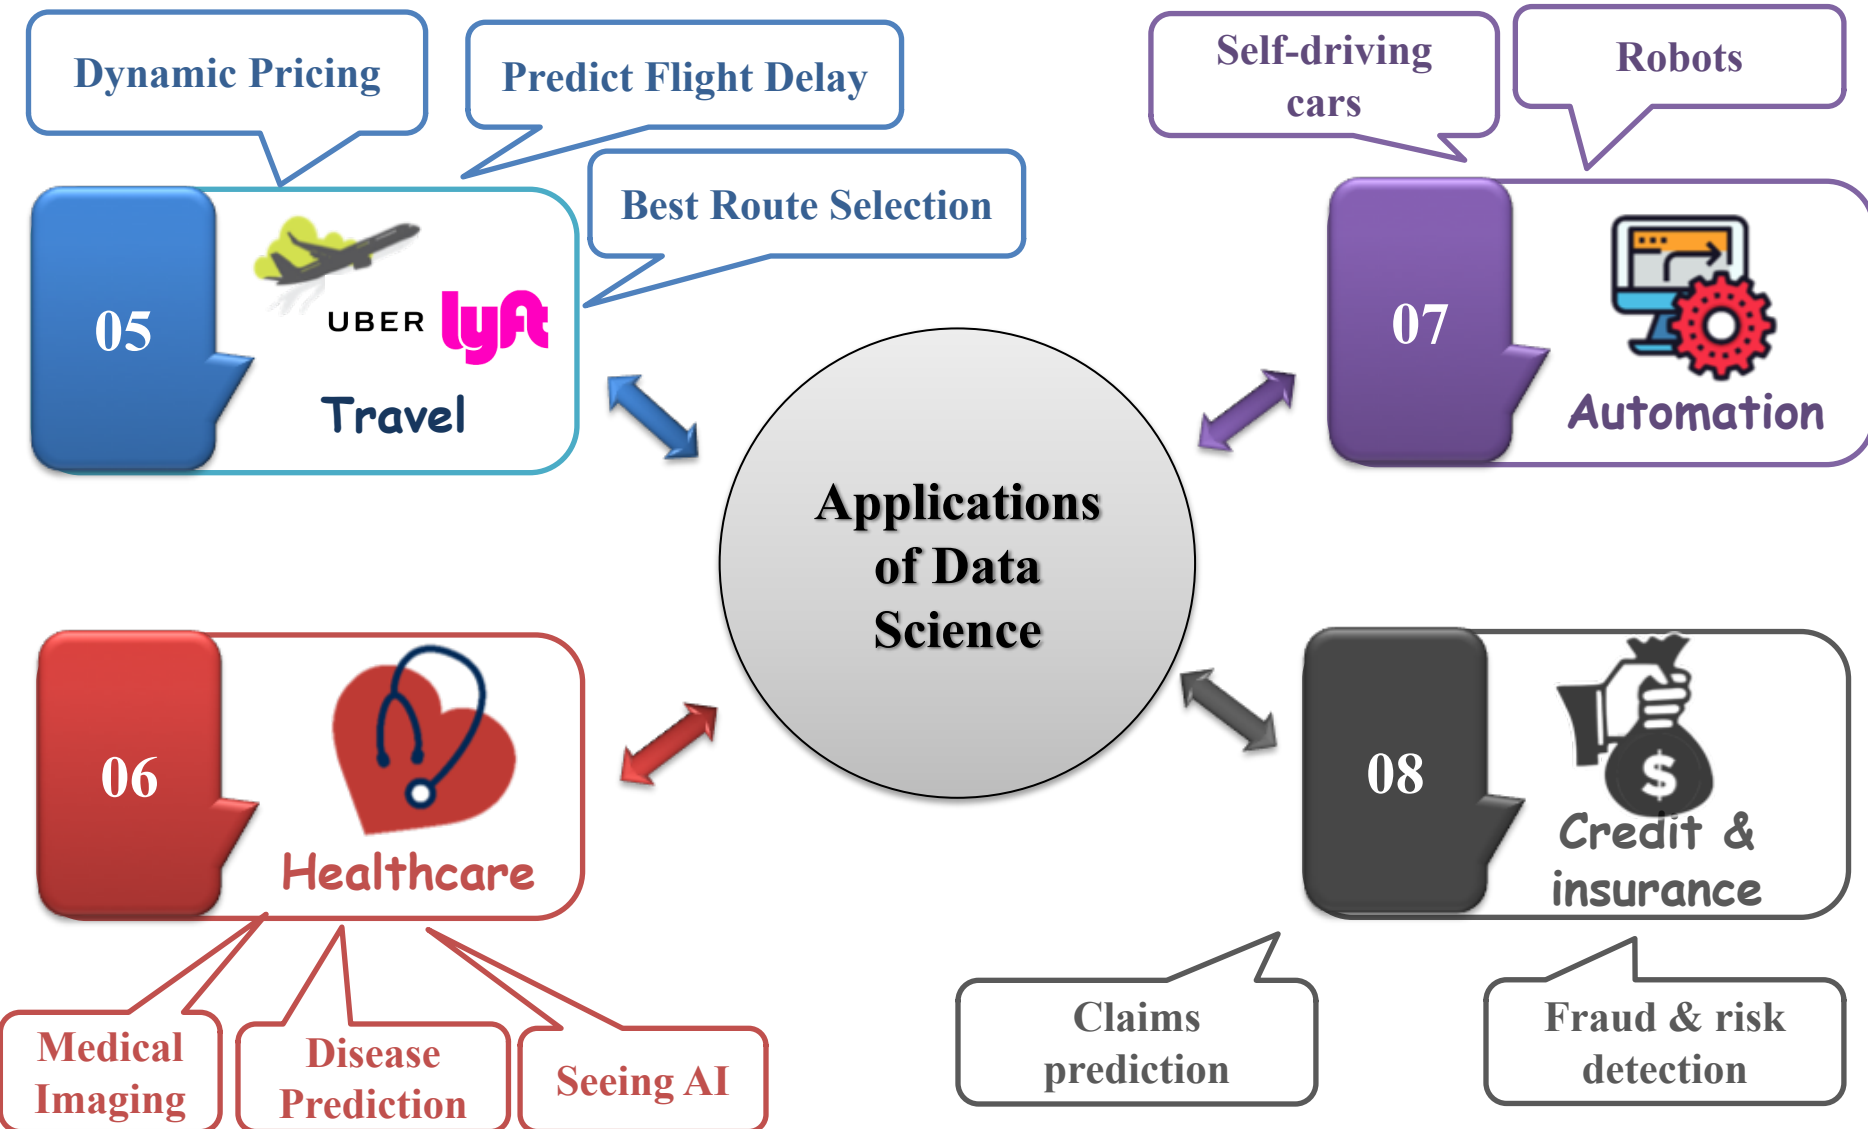 Dynamic Pricing
Predict Flight Delay
Best Route Selection
05
UBER
lyft
Travel
Self-driving
cars
Robots
07
Automation
Applications
of Data
Science
06
Healthcare
Medical
Imaging
Disease
Prediction
Seeing AI
08
$
Credit &
insurance
Claims
prediction
Fraud & risk
detection